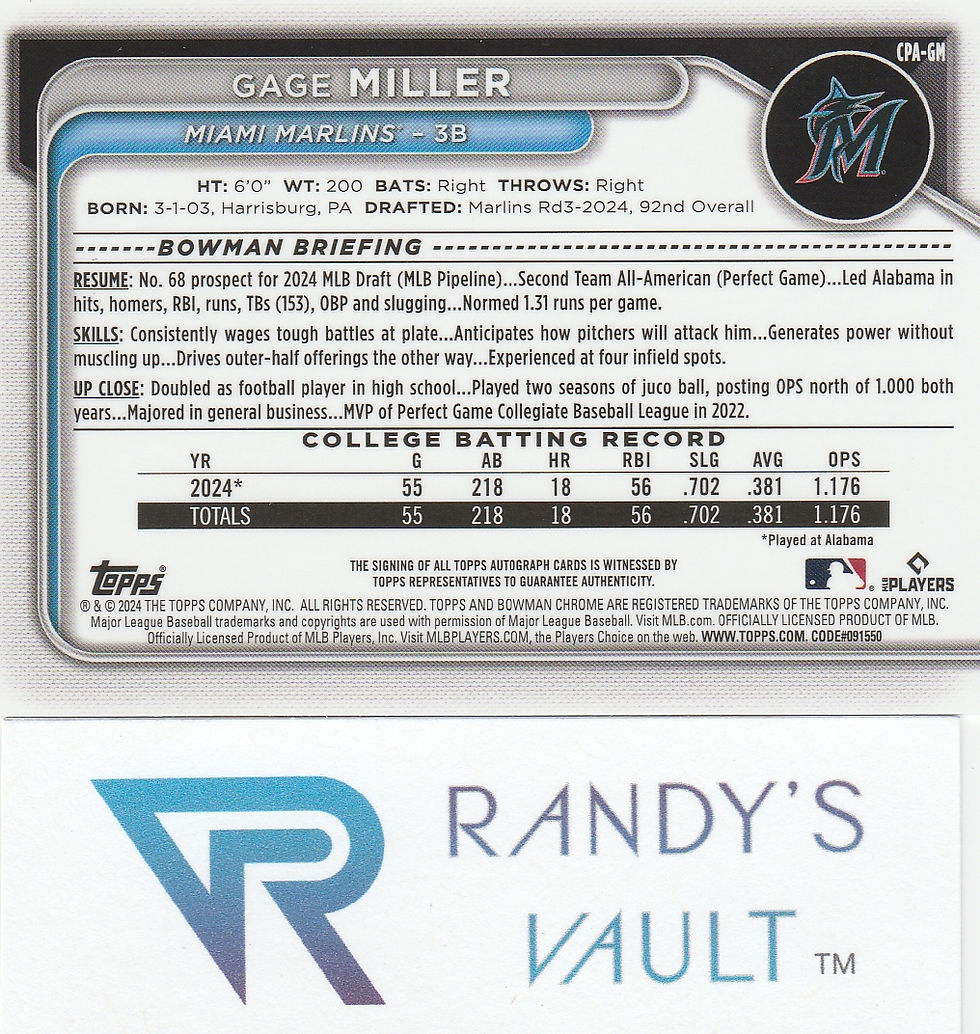 CPA-GM
GAGE MILLER
MIAMI MARLINS® – 3B
M
HT: 6'0" WT: 200 BATS: Right THROWS: Right
BORN: 3-1-03, Harrisburg, PA DRAFTED: Marlins Rd3-2024, 92nd Overall
BOWMAN BRIEFING
RESUME: No. 68 prospect for 2024 MLB Draft (MLB Pipeline)...Second Team All-American (Perfect Game)...Led Alabama in
hits, homers, RBI, runs, TBs (153), OBP and slugging...Normed 1.31 runs per game.
SKILLS: Consistently wages tough battles at plate...Anticipates how pitchers will attack him...Generates power without
muscling up...Drives outer-half offerings the other way...Experienced at four infield spots.
UP CLOSE: Doubled as football player in high school...Played two seasons of juco ball, posting OPS north of 1.000 both
years...Majored in general business...MVP of Perfect Game Collegiate Baseball League in 2022.
COLLEGE BATTING RECORD
YR G AB HR RBI SLG AVG OPS
2024* 55 218 18 56 .702 .381 1.176
TOTALS 55 218 18 56 .702 .381 1.176
*Played at Alabama
topps®
THE SIGNING OF ALL TOPPS AUTOGRAPH CARDS IS WITNESSED BY
TOPPS REPRESENTATIVES TO GUARANTEE AUTHENTICITY.
MLB PLAYERS
® & © 2024 THE TOPPS COMPANY, INC. ALL RIGHTS RESERVED. TOPPS AND BOWMAN CHROME ARE REGISTERED TRADEMARKS OF THE TOPPS COMPANY, INC.
Major League Baseball trademarks and copyrights are used with permission of Major League Baseball. Visit MLB.com. OFFICIALLY LICENSED PRODUCT OF MLB.
Officially Licensed Product of MLB Players, Inc. Visit MLBPLAYERS.COM, the Players Choice on the web. WWW.TOPPS.COM. CODE#091550
RANDY'S
VAULT TM